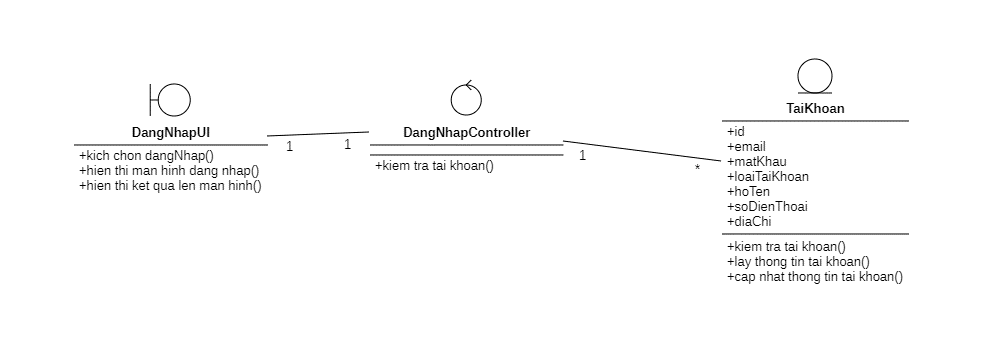 DangNhapUI
+kich chon dangNhap()
+hien thi man hinh dang nhap()
+hien thi ket qua len man hinh()
1
1
DangNhapController
+kiem tra tai khoan()
1
*
TaiKhoan
+id
+email
+matKhau
+loaiTaiKhoan
+hoTen
+soDienThoai
+diaChi
+kiem tra tai khoan()
+lay thong tin tai khoan()
+cap nhat thong tin tai khoan()